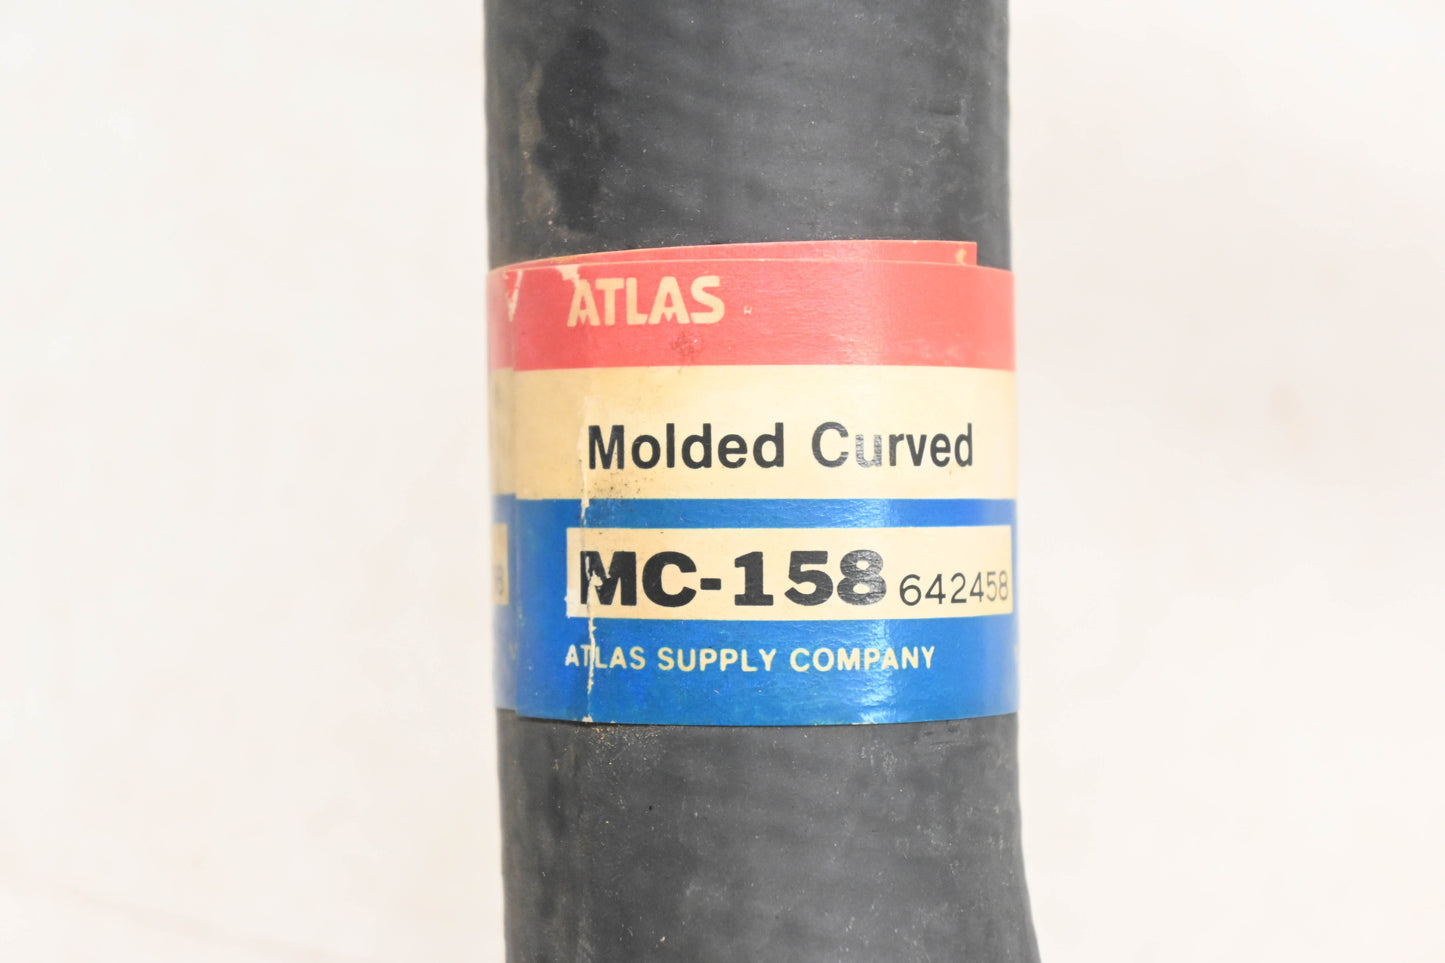 ATLAS
Molded Curved
MC-158 642458
ATLAS SUPPLY COMPANY